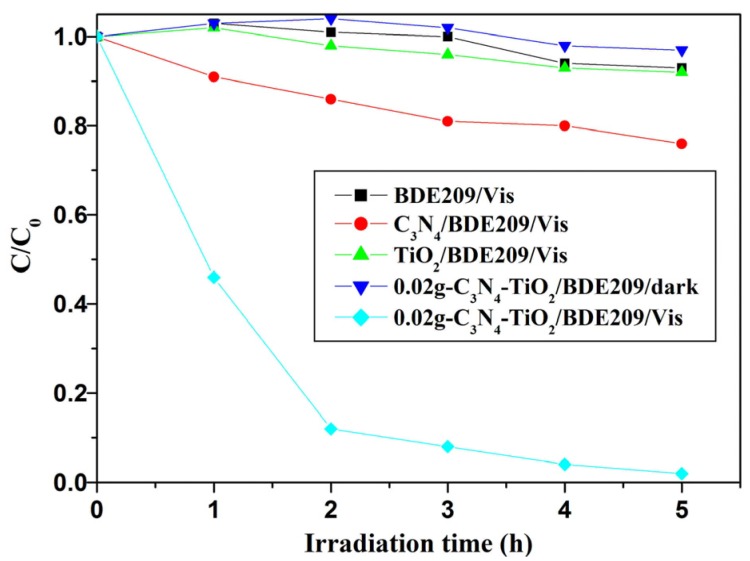 1.0
0.8
0.6
0.4
0.2
0.0
C/C₀
BDE209/Vis
C₃N₄/BDE209/Vis
TiO₂/BDE209/Vis
0.02g-C₃N₄-TiO₂/BDE209/dark
0.02g-C₃N₄-TiO₂/BDE209/Vis
0 1 2 3 4 5
Irradiation time (h)